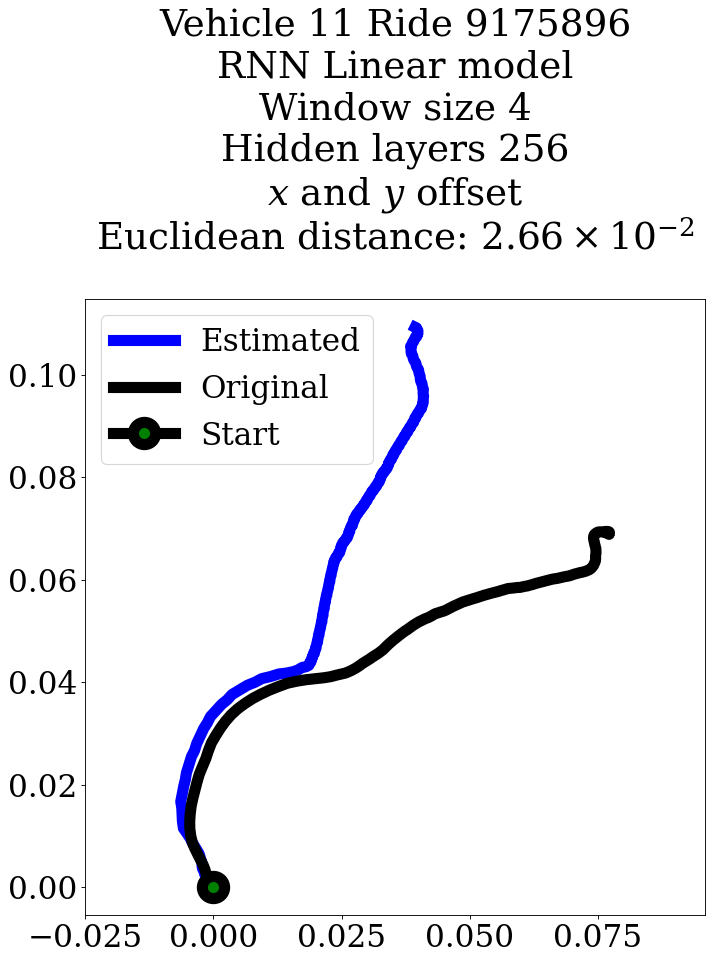 Vehicle 11 Ride 9175896
RNN Linear model
Window size 4
Hidden layers 256
x and y offset
Euclidean distance: 2.66 × 10⁻²
Estimated
Original
Start
0.10
0.08
0.06
0.04
0.02
0.00
−0.025 0.000 0.025 0.050 0.075